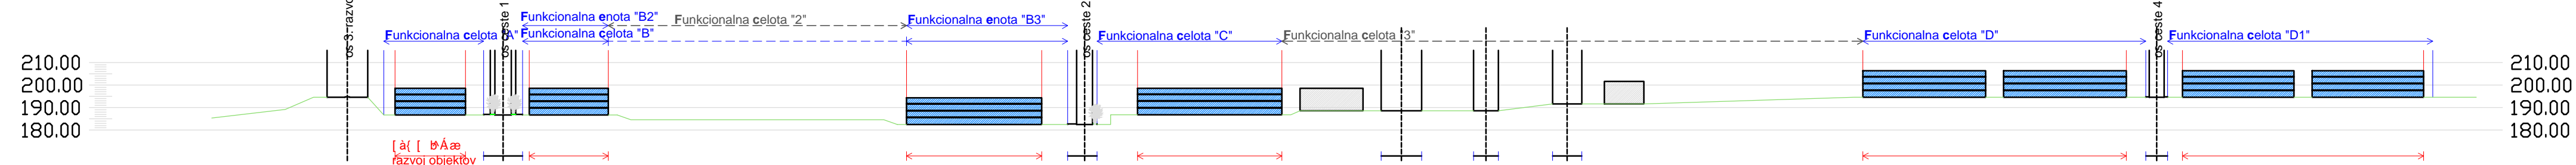 os 3. razvo
os ceste 1
os ceste 2
os ceste 4
Funkcionalna enota "B2"
Funkcionalna celota "2"
Funkcionalna enota "B3"
Funkcionalna celota "A"
Funkcionalna celota "B"
Funkcionalna celota "C"
Funkcionalna celota "3"
Funkcionalna celota "D"
Funkcionalna celota "D1"
210.00
200.00
190.00
180.00
210.00
200.00
190.00
180.00
razvoj objektov